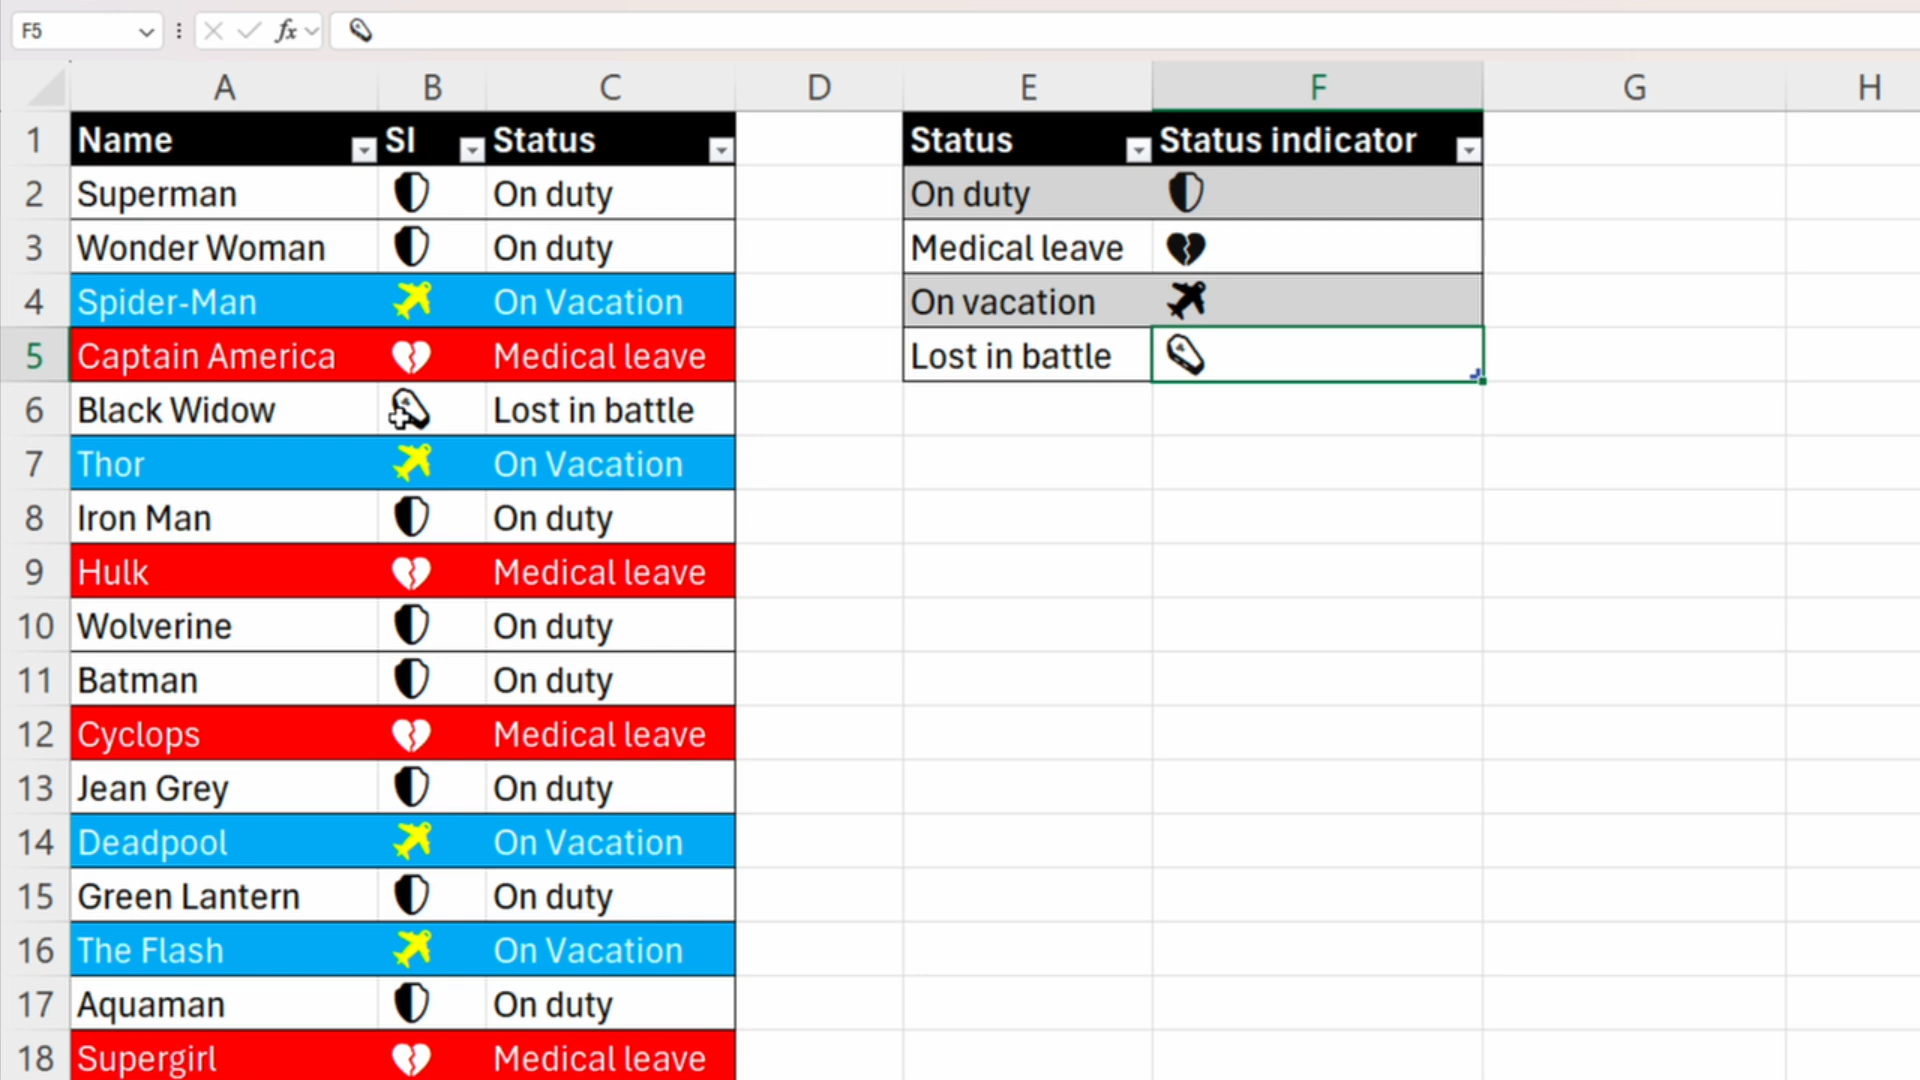 F5 fx
A B C D E F G H
1 Name SI Status Status Status indicator
2 Superman On duty On duty
3 Wonder Woman On duty Medical leave
4 Spider-Man On Vacation On vacation
5 Captain America Medical leave Lost in battle
6 Black Widow Lost in battle
7 Thor On Vacation
8 Iron Man On duty
9 Hulk Medical leave
10 Wolverine On duty
11 Batman On duty
12 Cyclops Medical leave
13 Jean Grey On duty
14 Deadpool On Vacation
15 Green Lantern On duty
16 The Flash On Vacation
17 Aquaman On duty
18 Supergirl Medical leave